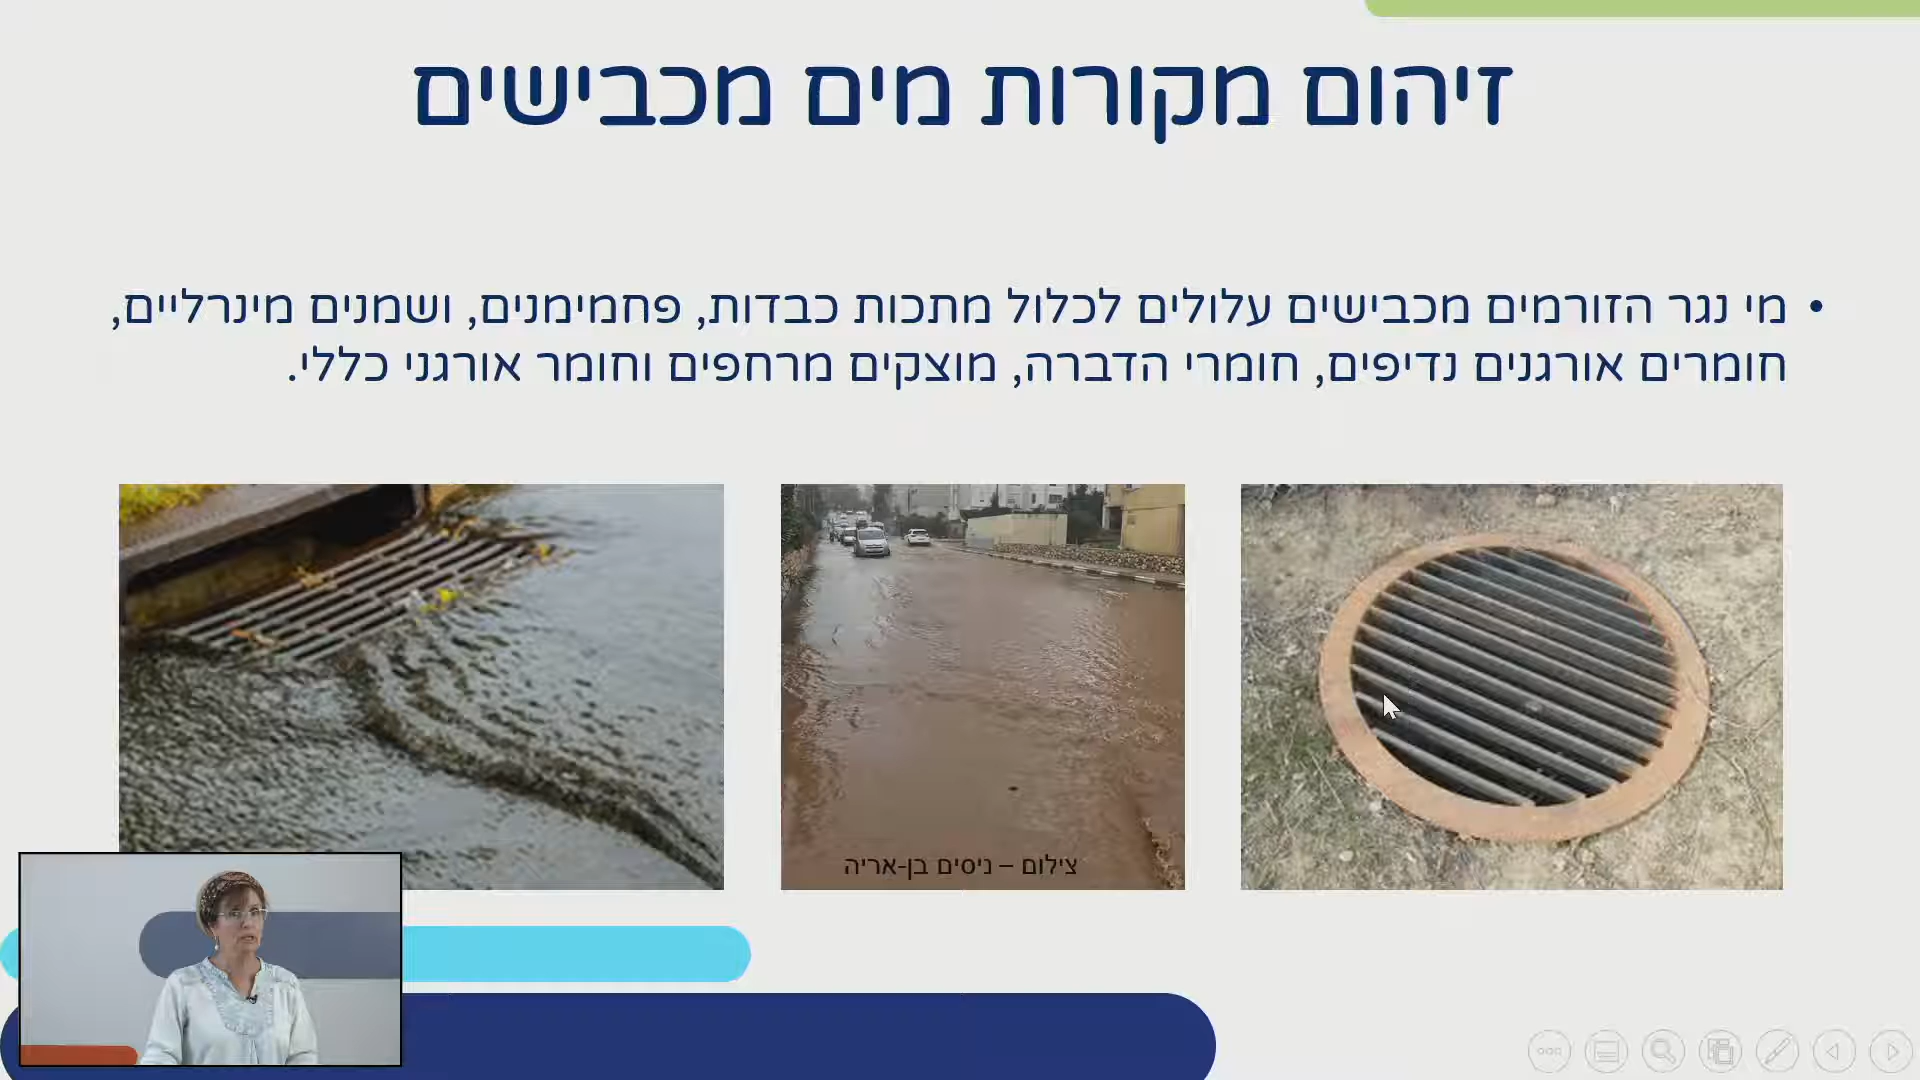 זיהום מקורות מים מכבישים
• מי נגר הזורמים מכבישים עלולים לכלול מתכות כבדות, פחמימנים, ושמנים מינרליים,
חומרים אורגנים נדיפים, חומרי הדברה, מוצקים מרחפים וחומר אורגני כללי.
צילום – ניסים בן-אריה